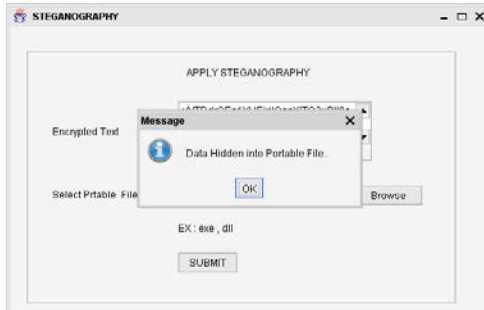 STEGANOGRAPHY
APPLY STEGANOGRAPHY
Encrypted Text
Message
Data Hidden into Portable File..
OK
Select Prtable File
Browse
EX : exe , dll
SUBMIT